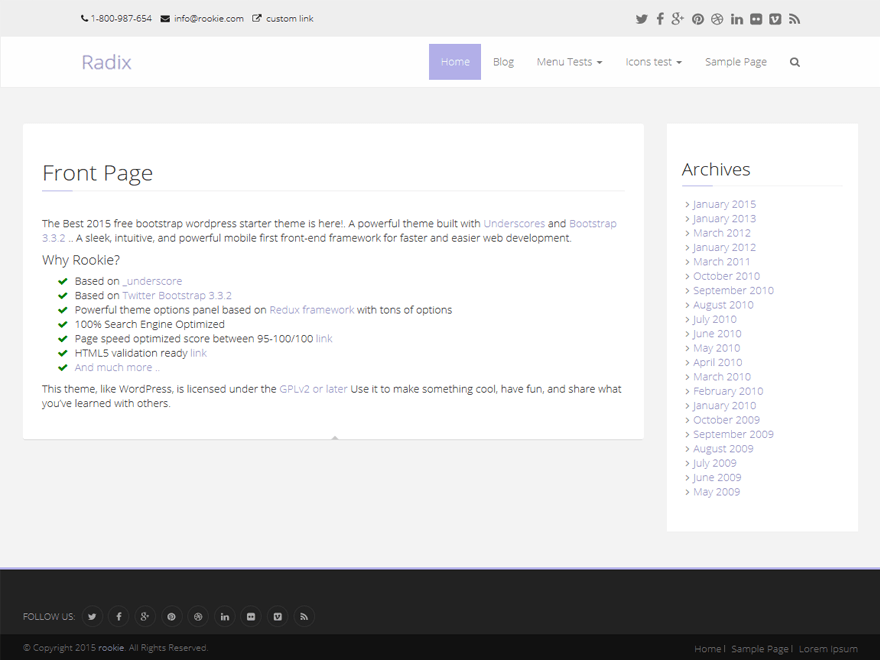 1-800-987-654 info@rookie.com custom link
Radix
Home Blog Menu Tests Icons test Sample Page
Front Page
The Best 2015 free bootstrap wordpress starter theme is here!. A powerful theme built with Underscores and Bootstrap
3.3.2 .. A sleek, intuitive, and powerful mobile first front-end framework for faster and easier web development.
Why Rookie?
Based on _underscore
Based on Twitter Bootstrap 3.3.2
Powerful theme options panel based on Redux framework with tons of options
100% Search Engine Optimized
Page speed optimized score between 95-100/100 link
HTML5 validation ready link
And much more ..
This theme, like WordPress, is licensed under the GPLv2 or later Use it to make something cool, have fun, and share what
you've learned with others.
Archives
January 2015
January 2013
March 2012
January 2012
March 2011
October 2010
September 2010
August 2010
July 2010
June 2010
May 2010
April 2010
March 2010
February 2010
January 2010
October 2009
September 2009
August 2009
July 2009
June 2009
May 2009
FOLLOW US:
© Copyright 2015 rookie. All Rights Reserved.
Home | Sample Page | Lorem Ipsum